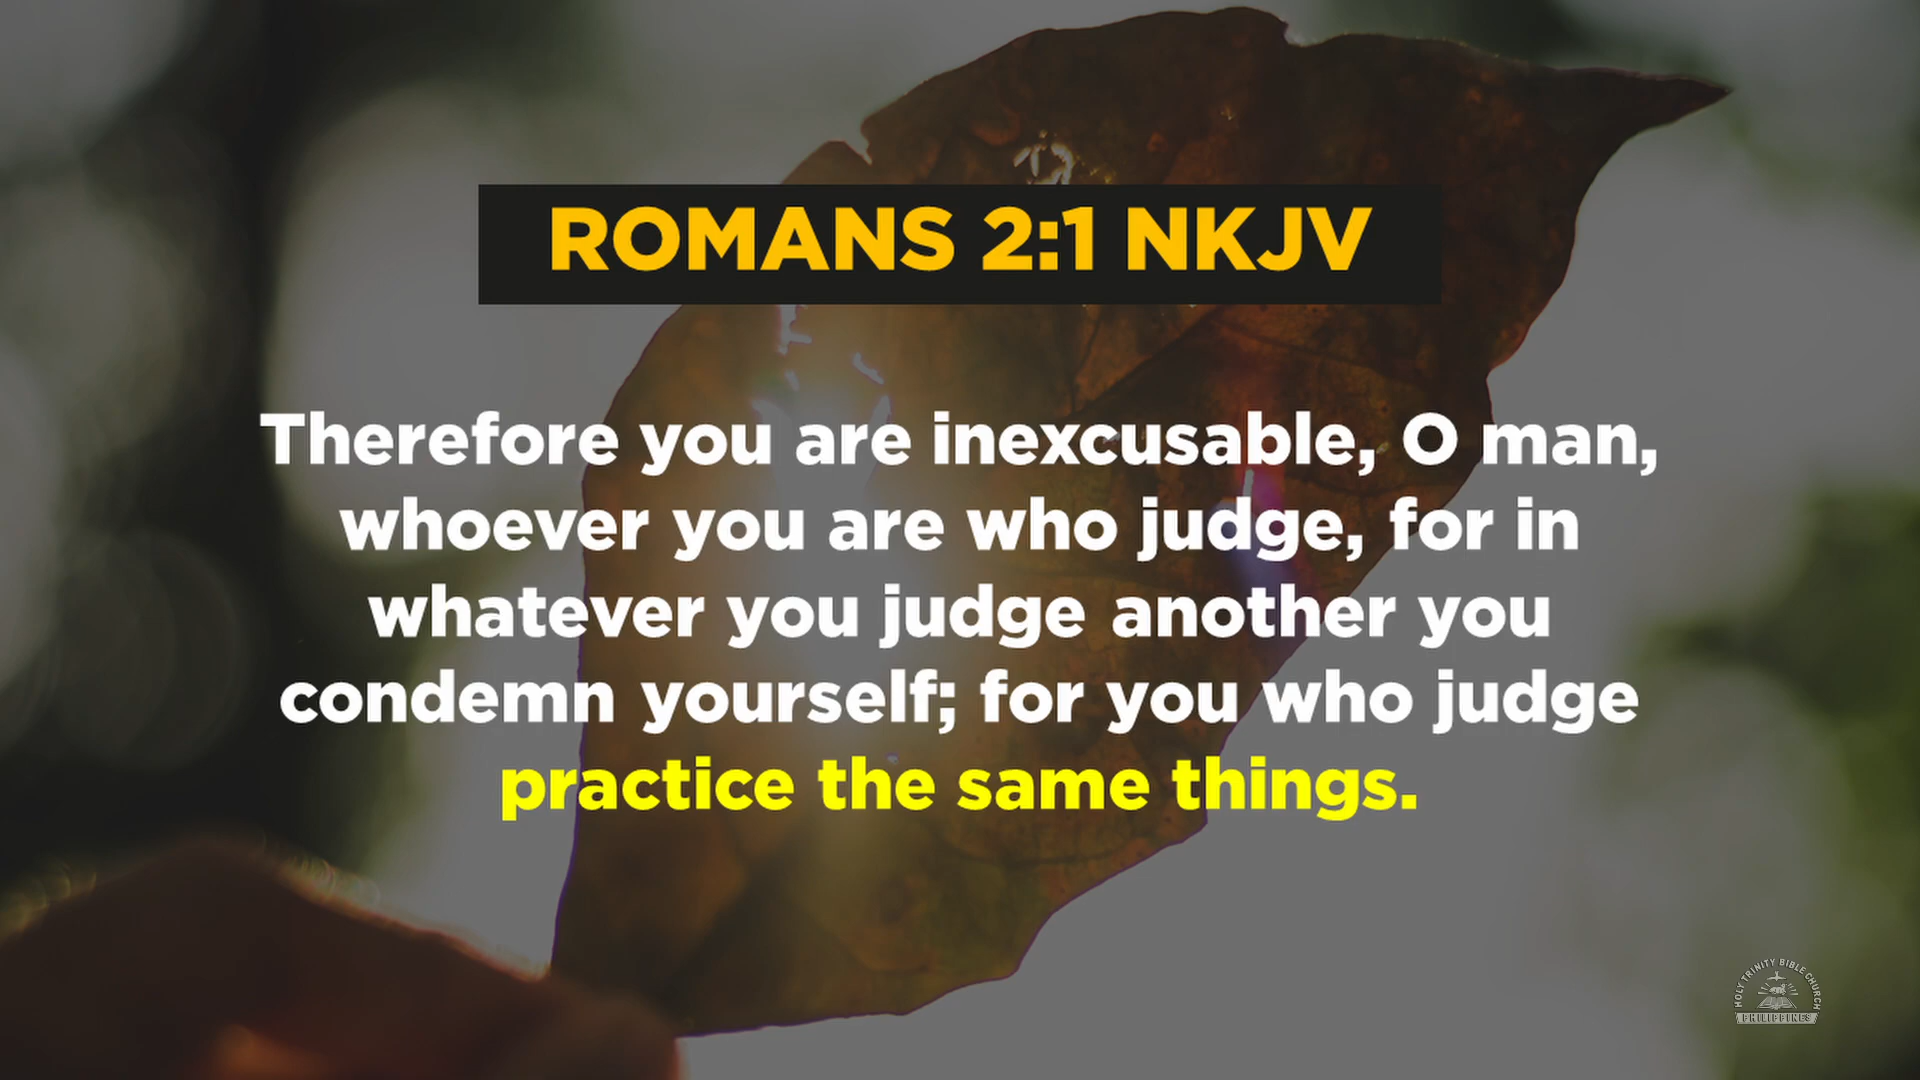 ROMANS 2:1 NKJV
Therefore you are inexcusable, O man,
whoever you are who judge, for in
whatever you judge another you
condemn yourself; for you who judge
practice the same things.
HOLY TRINITY BIBLE CHURCH
PHILIPPINES